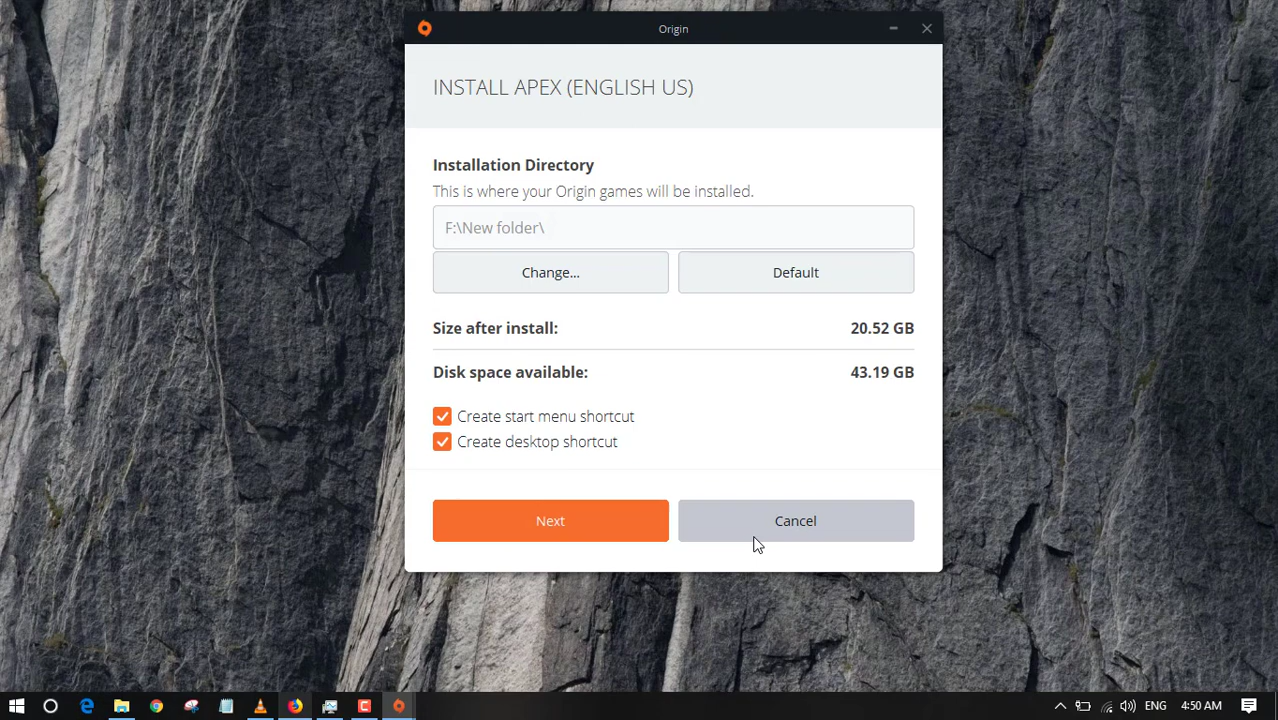 Origin
INSTALL APEX (ENGLISH US)
Installation Directory
This is where your Origin games will be installed.
F:\New folder\
Change... Default
Size after install: 20.52 GB
Disk space available: 43.19 GB
Create start menu shortcut
Create desktop shortcut
Next Cancel
ENG 4:50 AM